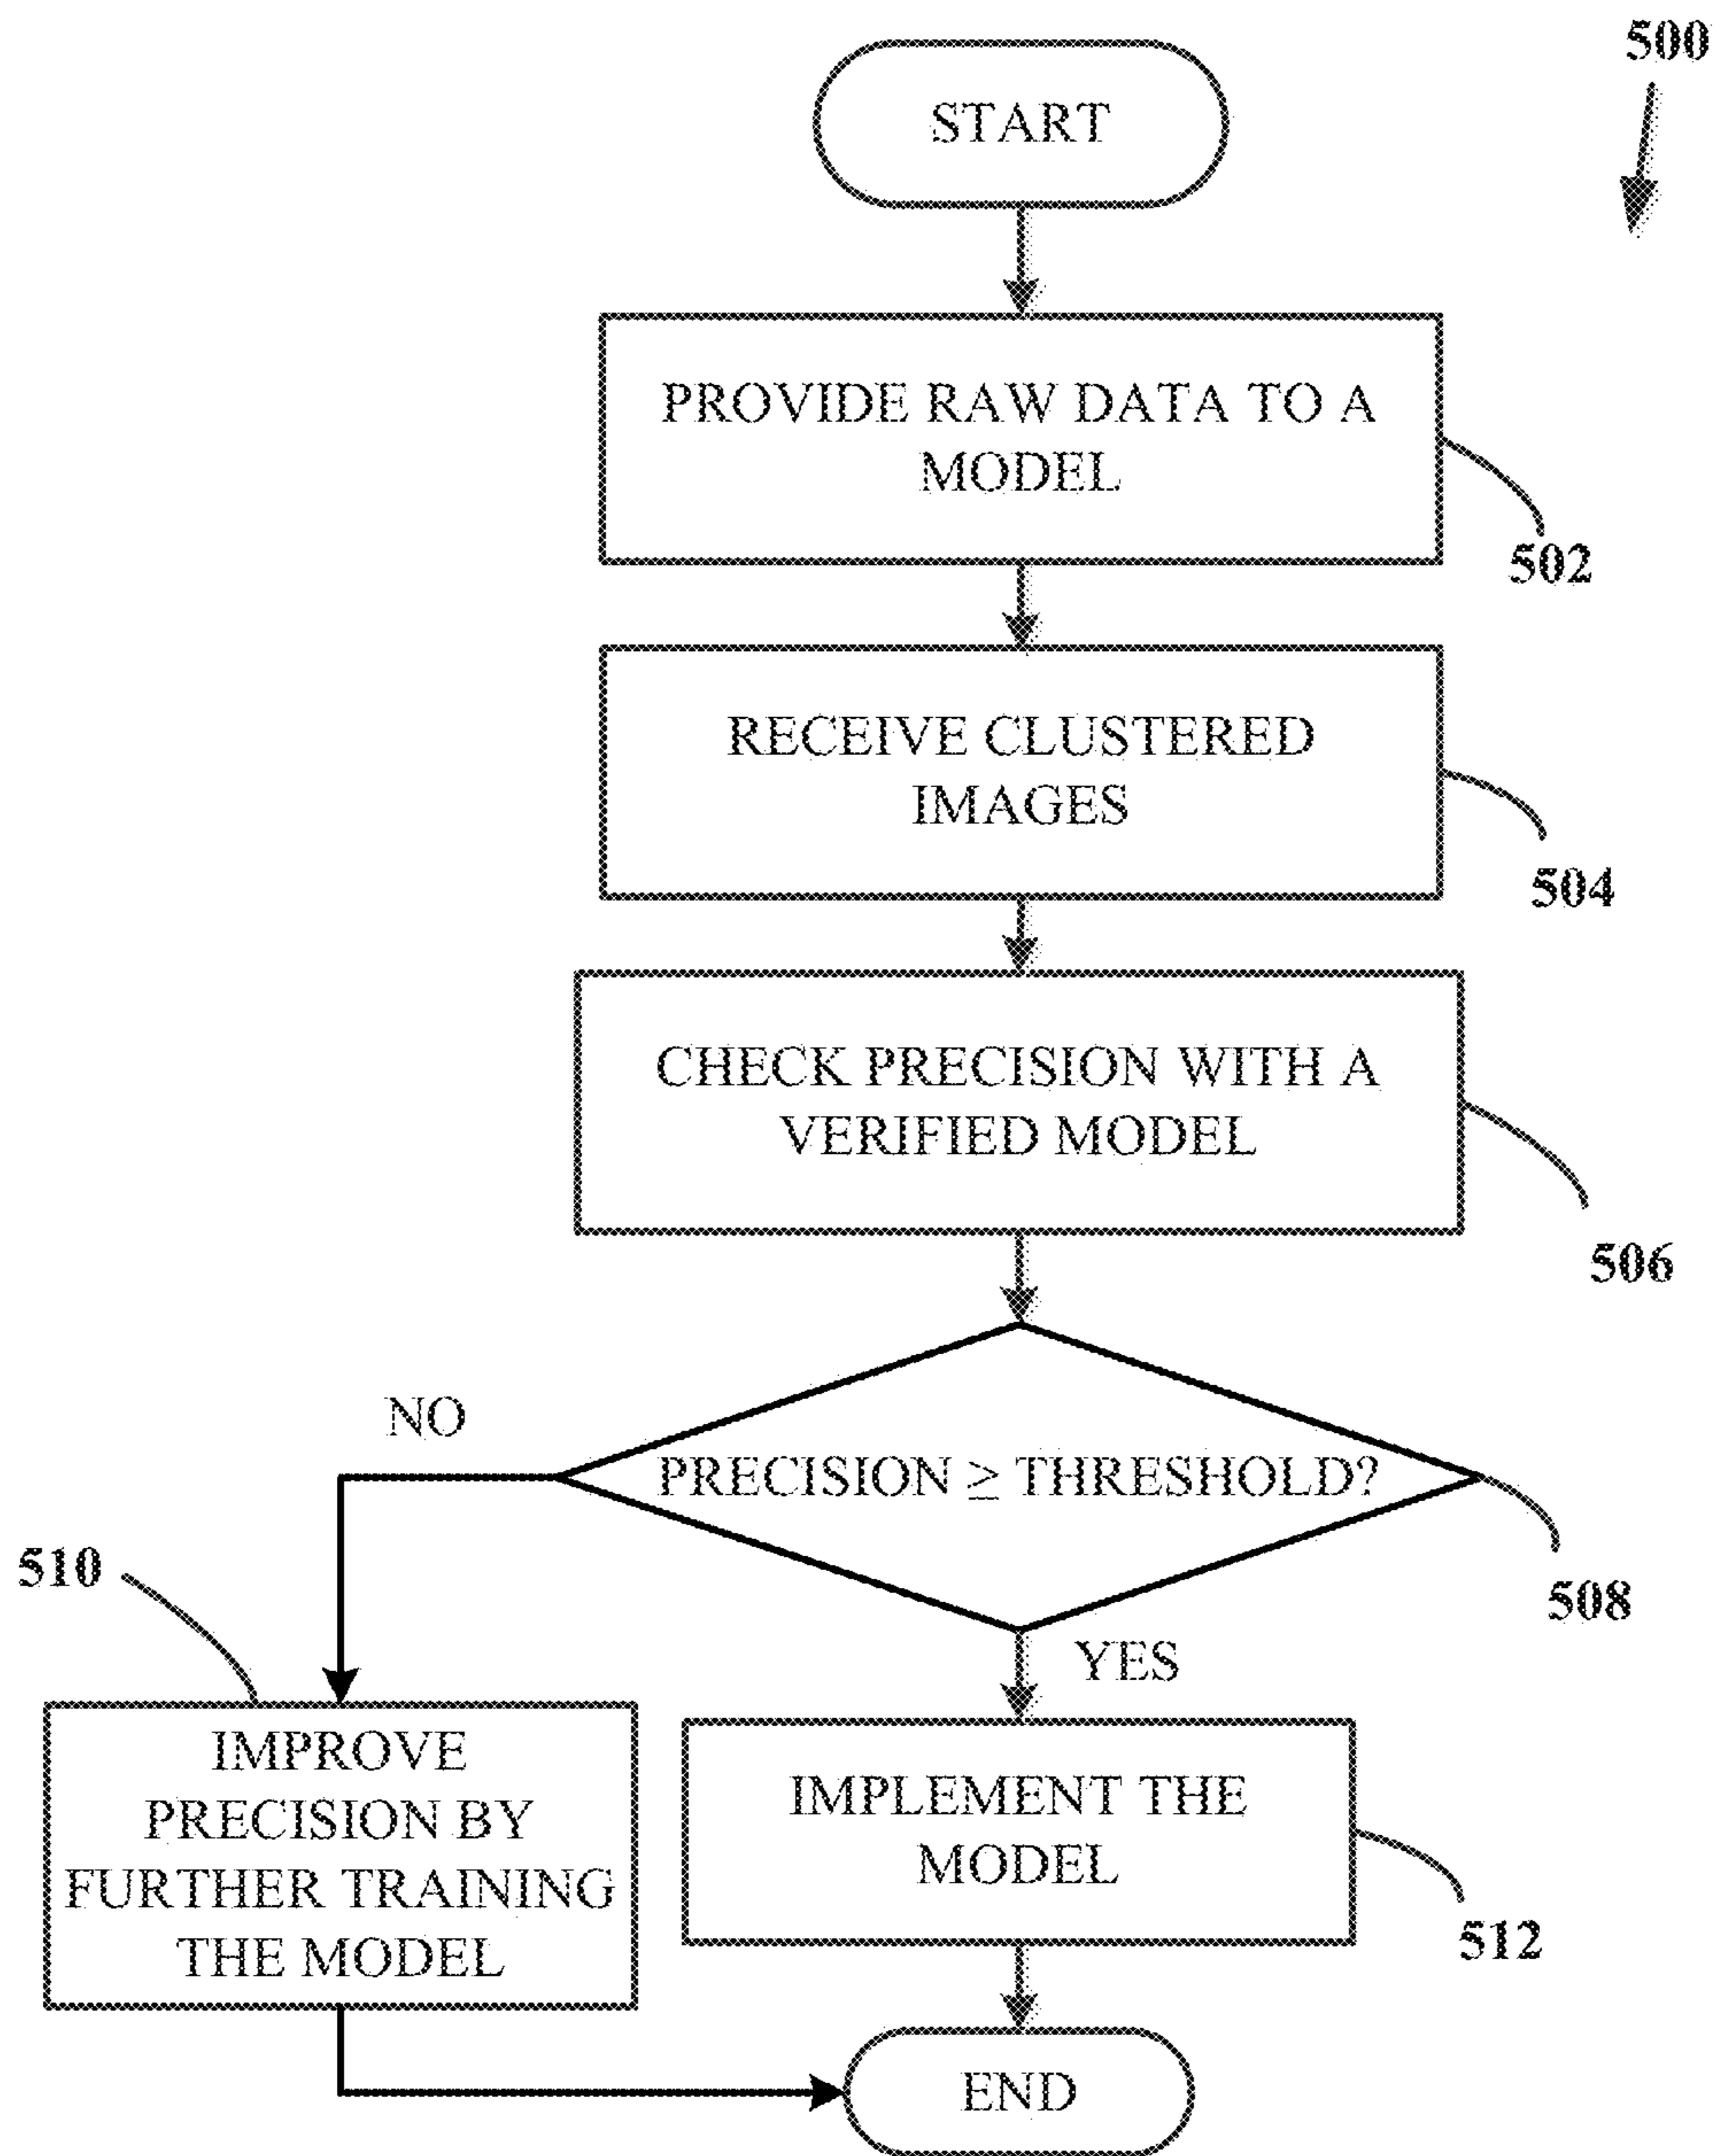 500
START
PROVIDE RAW DATA TO A
MODEL
502
RECEIVE CLUSTERED
IMAGES
504
CHECK PRECISION WITH A
VERIFIED MODEL
506
NO
PRECISION ≥ THRESHOLD?
508
510
YES
IMPROVE
PRECISION BY
FURTHER TRAINING
THE MODEL
IMPLEMENT THE
MODEL
512
END